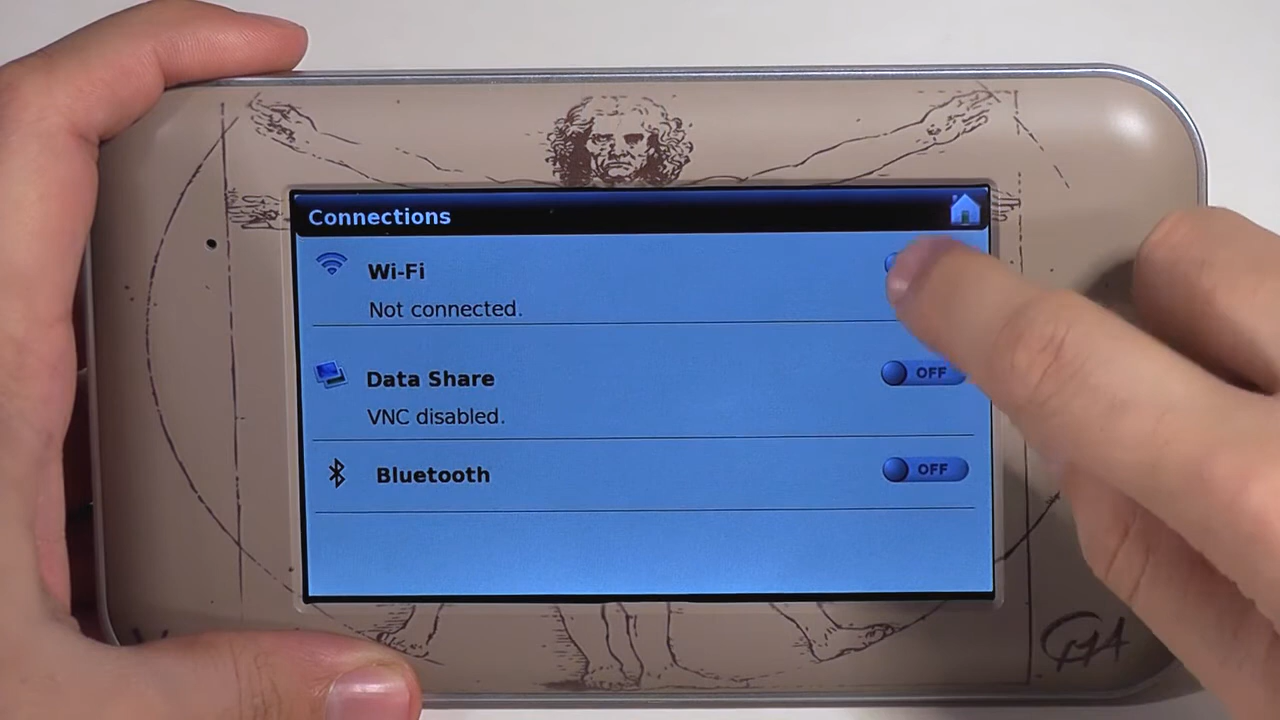 Connections
Wi-Fi
Not connected.
Data Share
OFF
VNC disabled.
Bluetooth
OFF